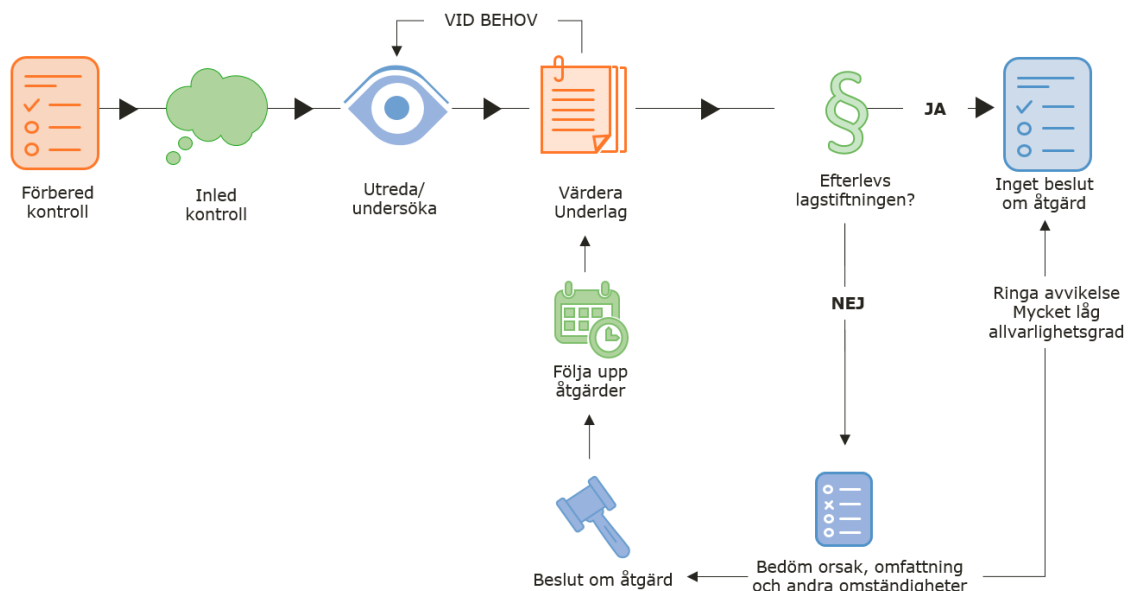 VID BEHOV
Förbered
kontroll
Inled
kontroll
Utreda/
undersöka
Värdera
Underlag
Efterlevs
lagstiftningen?
JA
Inget beslut
om åtgärd
NEJ
Ringa avvikelse
Mycket låg
allvarlighetsgrad
Följa upp
åtgärder
Beslut om åtgärd
Bedöm orsak, omfattning
och andra omständigheter